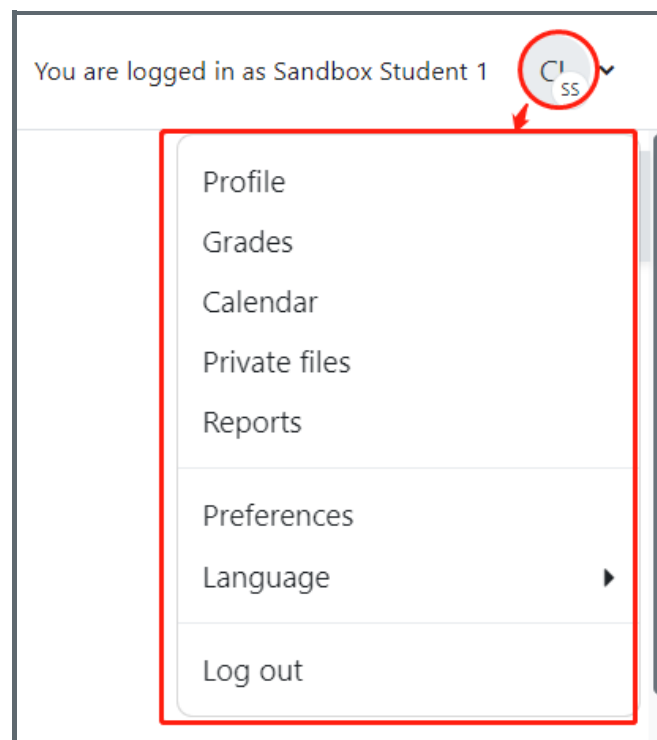 You are logged in as Sandbox Student 1
SS
Profile
Grades
Calendar
Private files
Reports
Preferences
Language
Log out